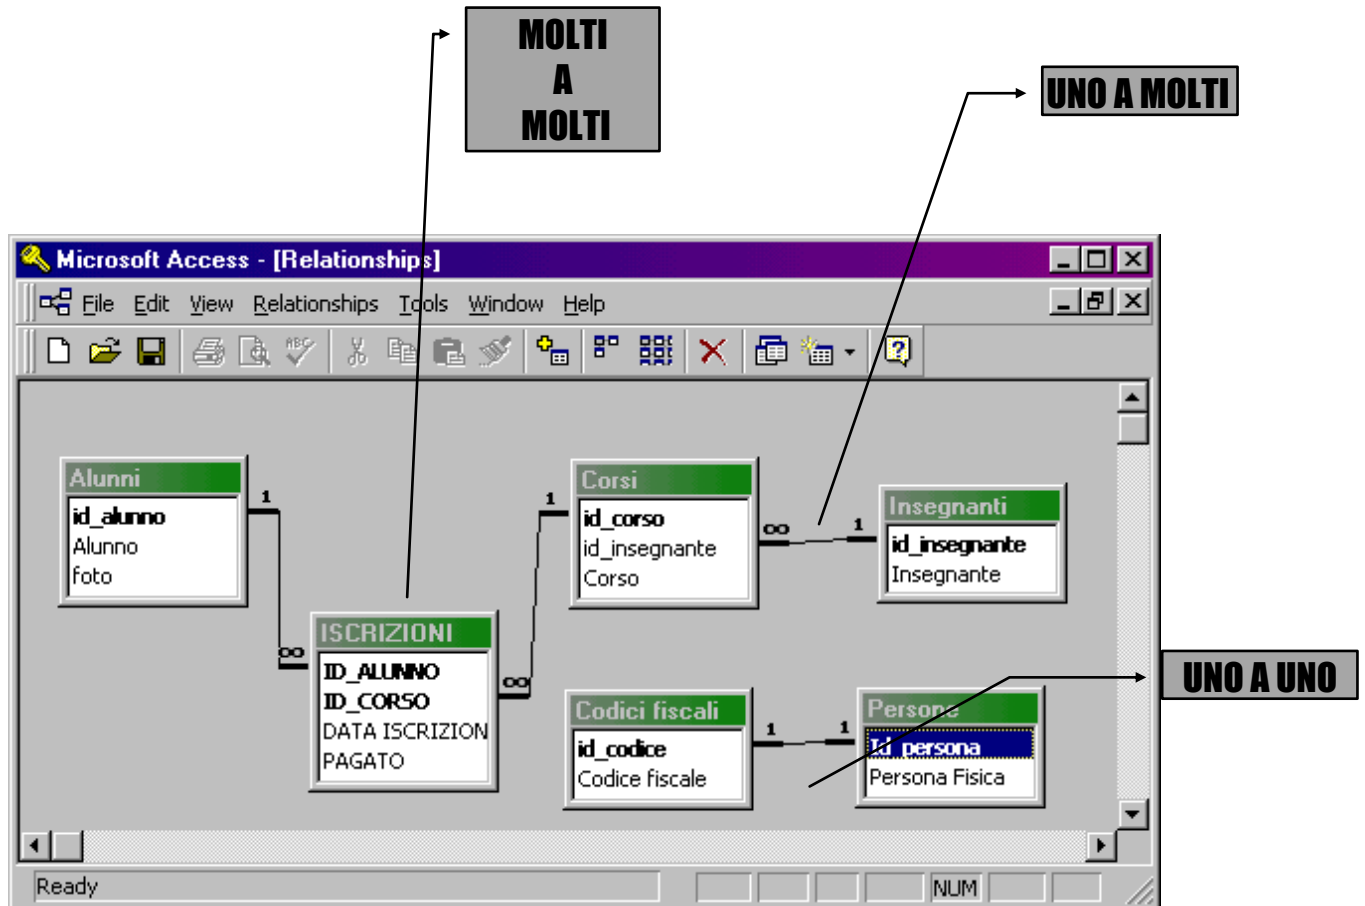 MOLTI
A
MOLTI
UNO A MOLTI
Microsoft Access - [Relationships]
File Edit View Relationships Tools Window Help
Alunni
id_alunno
Alunno
foto
1
∞
ISCRIZIONI
ID_ALUNNO
ID_CORSO
DATA ISCRIZION
PAGATO
∞
1
Corsi
id_corso
id_insegnante
Corso
∞
1
Insegnanti
id_insegnante
Insegnante
Codici fiscali
id_codice
Codice fiscale
1
1
Persone
Id_persona
Persona Fisica
UNO A UNO
Ready
NUM